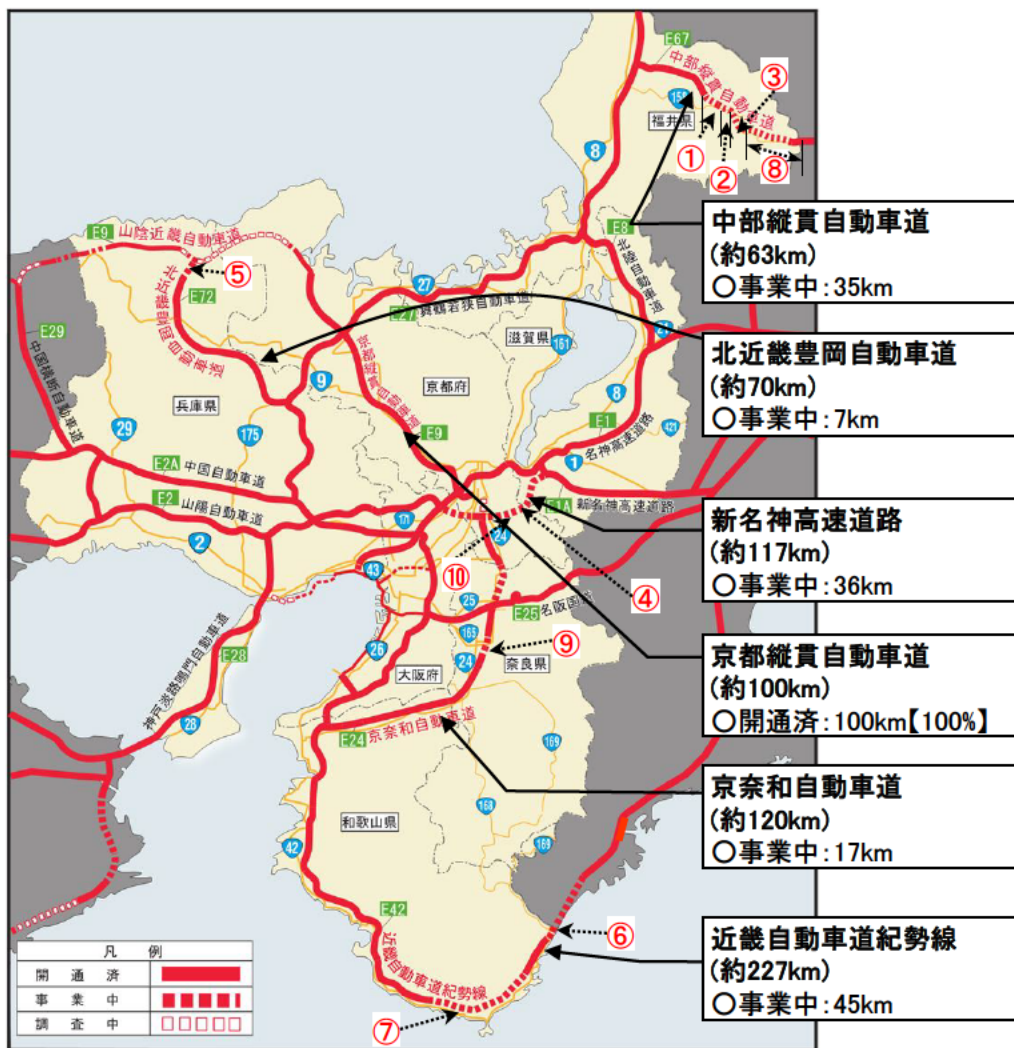 E67
中部縦貫自動車道
③
158
福井県
①
②
⑧
8
中部縦貫自動車道
(約63km)
○事業中:35km
E9
山陰近畿自動車道
E8
北陸自動車道
⑤
北近畿豊岡自動車道
E72
27
E27
舞鶴若狭自動車道
E29
中国横断自動車道
滋賀県
161
21
北近畿豊岡自動車道
(約70km)
○事業中:7km
京都縦貫自動車道
9
京都府
兵庫県
8
29
175
E9
E1
421
名神高速道路
E2A
中国自動車道
1
E2
山陽自動車道
171
E1A
新名神高速道路
2
24
新名神高速道路
(約117km)
○事業中:36km
43
⑩
④
25
E25
名阪国道
165
神戸淡路鳴門自動車道
E28
26
24
⑨
大阪府
奈良県
28
京都縦貫自動車道
(約100km)
○開通済:100km【100%】
E24
京奈和自動車道
169
168
和歌山県
42
169
京奈和自動車道
(約120km)
○事業中:17km
E42
近畿自動車道紀勢線
⑥
⑦
近畿自動車道紀勢線
(約227km)
○事業中:45km
凡例
開通済
事業中
調査中